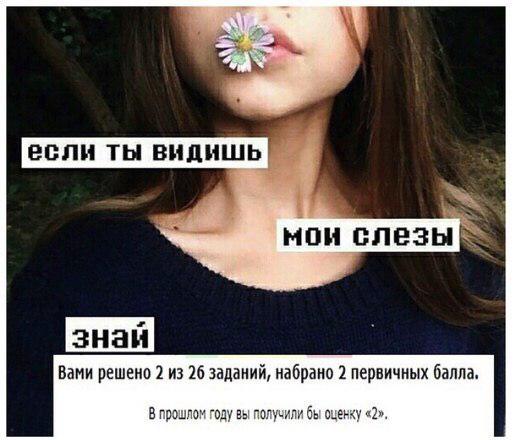 если ты видишь
мои слезы
знай
Вами решено 2 из 26 заданий, набрано 2 первичных балла.
В прошлом году вы получили бы оценку «2».